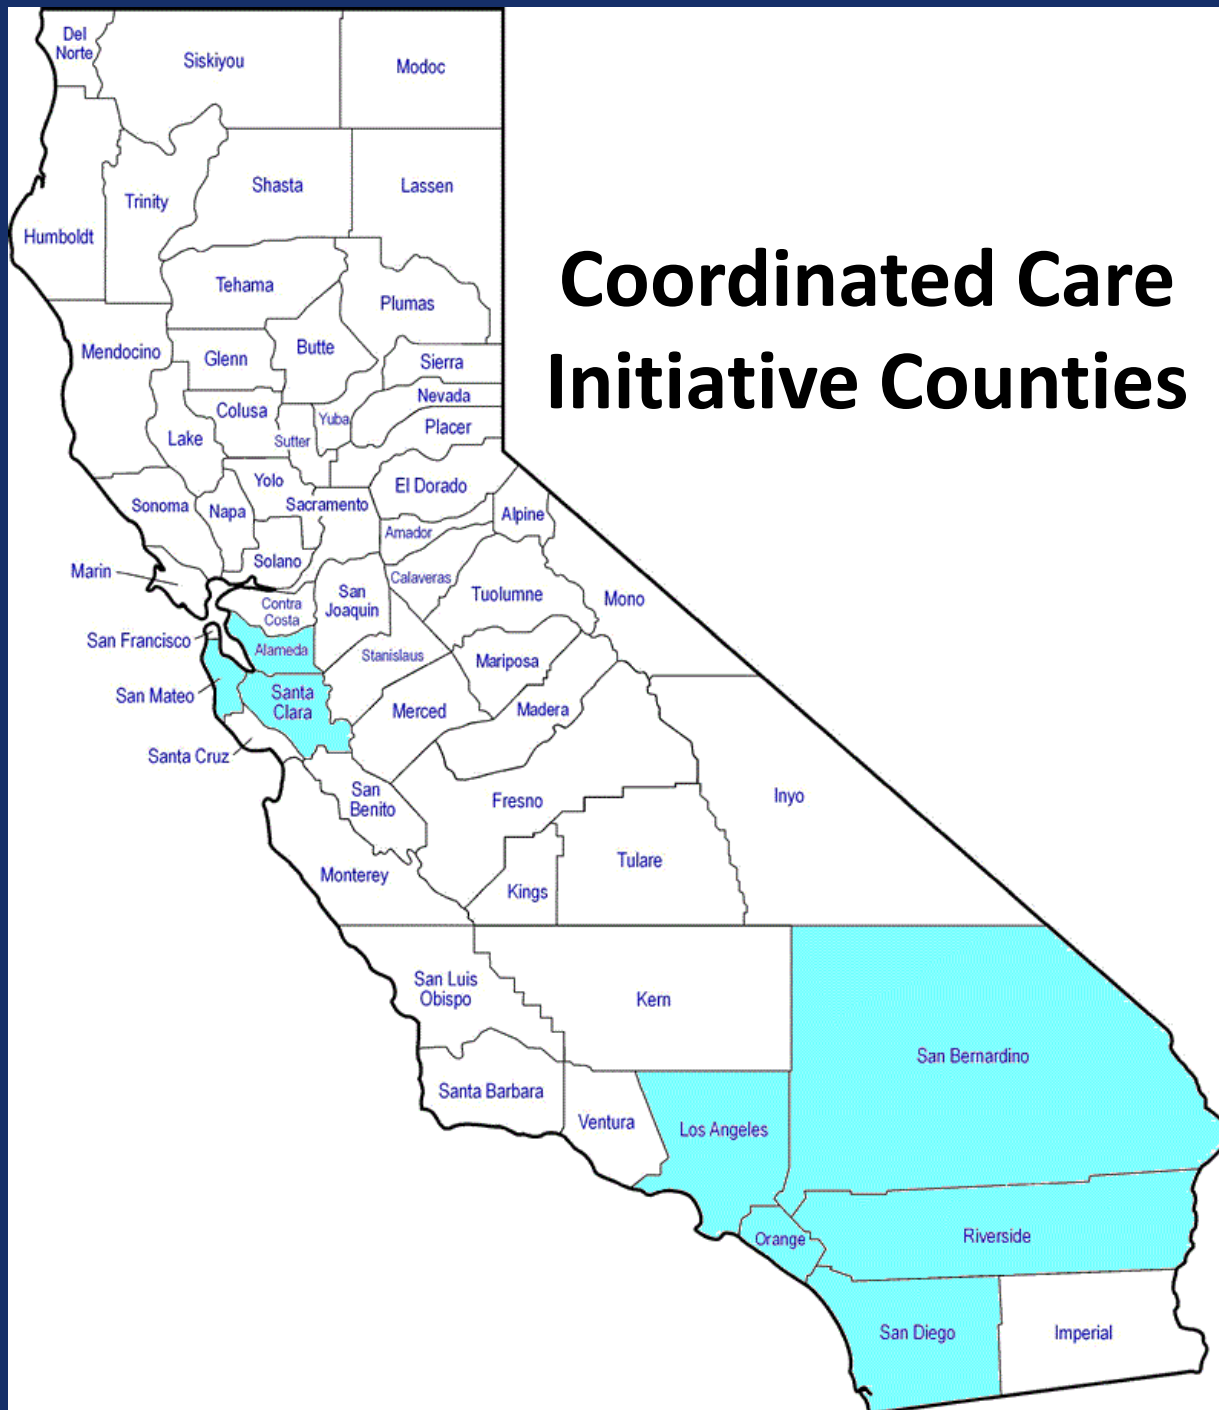 Del
Norte
Siskiyou
Modoc
Shasta
Lassen
Trinity
Humboldt
Coordinated Care
Initiative Counties
Tehama
Plumas
Mendocino
Glenn
Butte
Sierra
Nevada
Colusa
Yuba
Placer
Lake
Sutter
Yolo
El Dorado
Sonoma
Napa
Sacramento
Alpine
Amador
Solano
Marin
Calaveras
San
Joaquin
Tuolumne
Mono
Contra
Costa
San Francisco
Alameda
Stanislaus
Mariposa
San Mateo
Santa
Clara
Merced
Madera
Santa Cruz
San
Benito
Fresno
Inyo
Tulare
Monterey
Kings
San Luis
Obispo
Kern
San Bernardino
Santa Barbara
Ventura
Los Angeles
Orange
Riverside
San Diego
Imperial